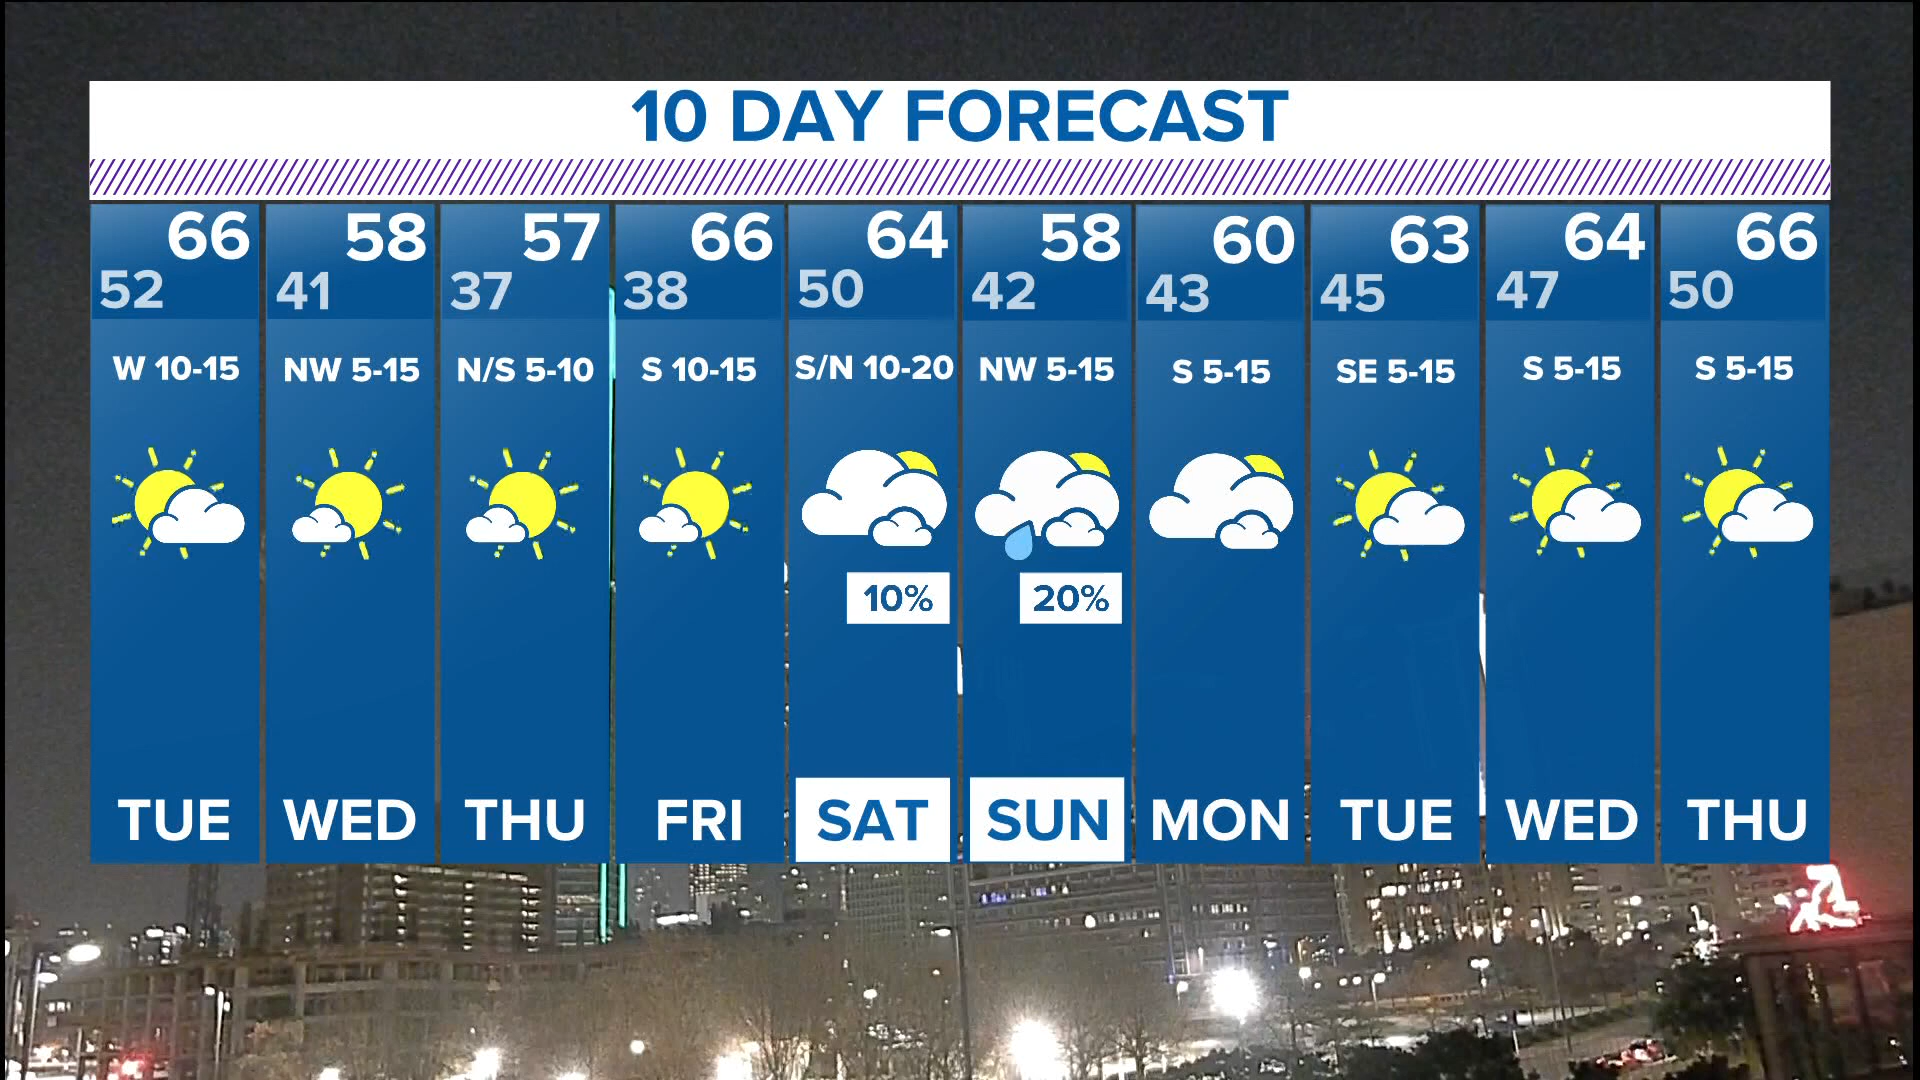 10 DAY FORECAST
66 58 57 66 64 58 60 63 64 66
52 41 37 38 50 42 43 45 47 50
W 10-15 NW 5-15 N/S 5-10 S 10-15 S/N 10-20 NW 5-15 S 5-15 SE 5-15 S 5-15 S 5-15
10% 20%
TUE WED THU FRI SAT SUN MON TUE WED THU